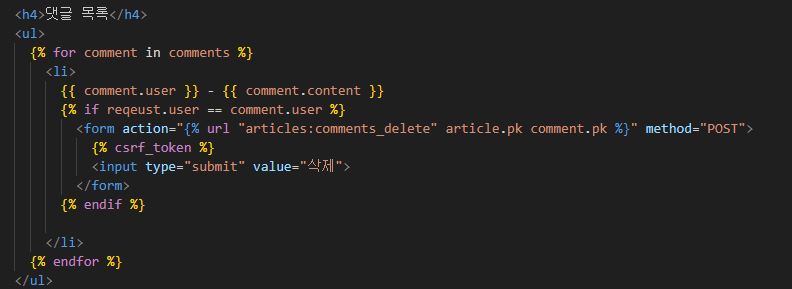 <h4>댓글 목록</h4>
<ul>
{% for comment in comments %}
<li>
{{ comment.user }} - {{ comment.content }}
{% if reqeust.user == comment.user %}
<form action="{% url "articles:comments_delete" article.pk comment.pk %}" method="POST">
{% csrf_token %}
<input type="submit" value="삭제">
</form>
{% endif %}
</li>
{% endfor %}
</ul>